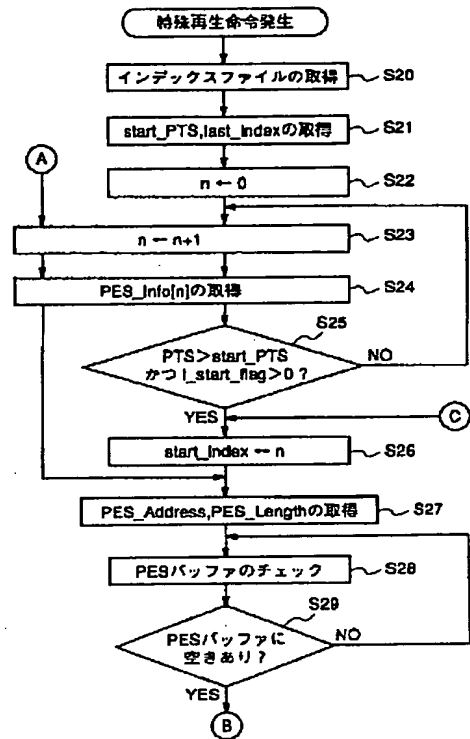 特殊再生命令発生
インデックスファイルの取得
S20
start_PTS,last_indexの取得
S21
A
n ← 0
S22
n ← n+1
S23
PES_Info[n]の取得
S24
S25
PTS>start_PTS
かつ I_start_flag>0 ?
NO
YES
C
start_index ← n
S26
PES_Address,PES_Lengthの取得
S27
PESバッファのチェック
S28
S29
PESバッファに
空きあり?
NO
YES
B